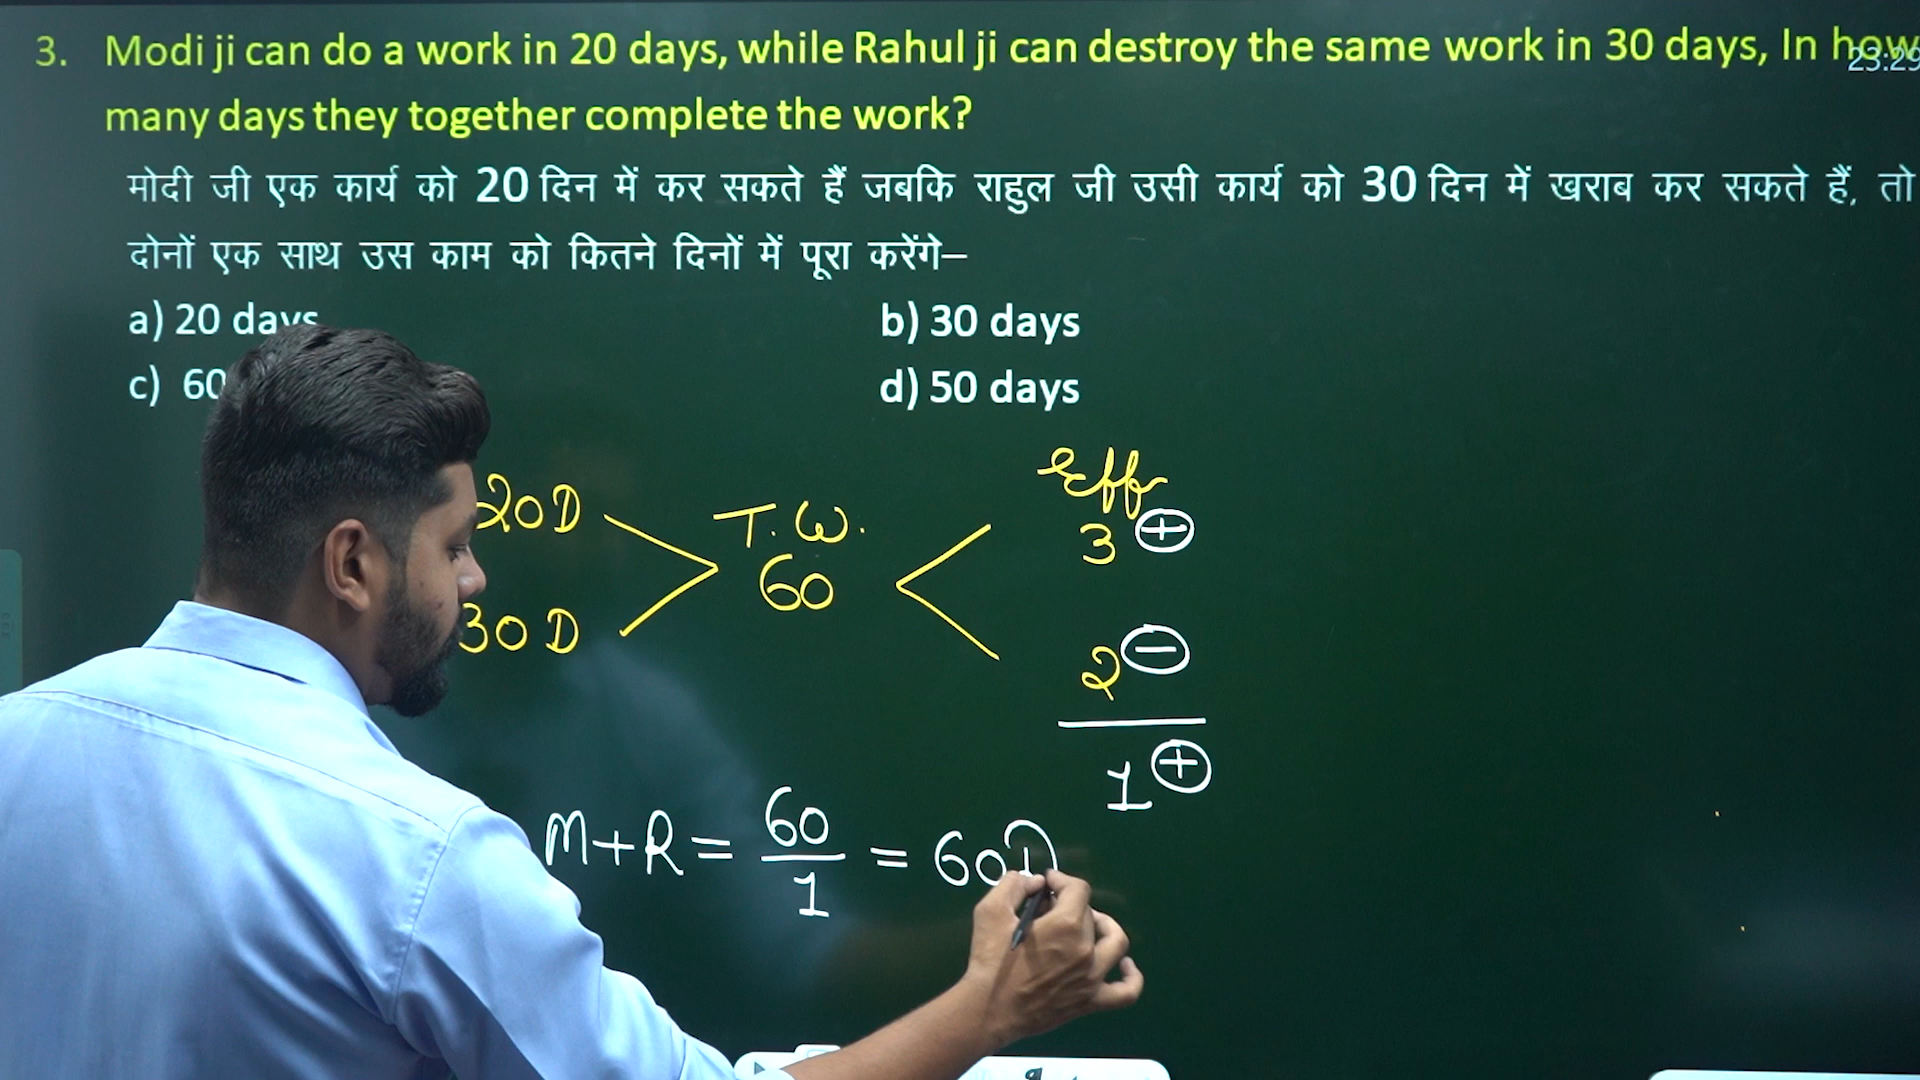 3. Modi ji can do a work in 20 days, while Rahul ji can destroy the same work in 30 days, In how
23:29
many days they together complete the work?
मोदी जी एक कार्य को 20 दिन में कर सकते हैं जबकि राहुल जी उसी कार्य को 30 दिन में खराब कर सकते हैं, तो
दोनों एक साथ उस काम को कितने दिनों में पूरा करेंगे–
a) 20 days
b) 30 days
c) 60
d) 50 days
Eff
20D
T.W.
3 +
60
30D
2 −
1 +
M+R = 60/1 = 60D